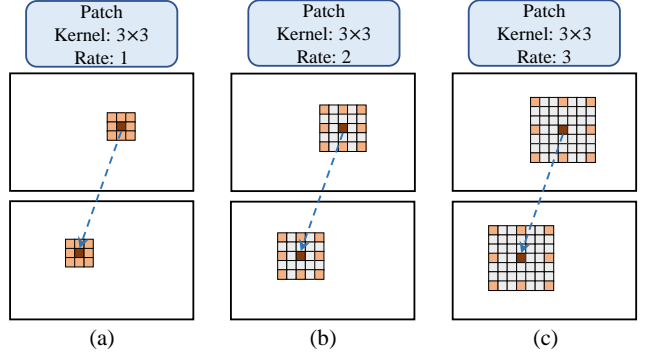 Patch
Kernel: 3×3
Rate: 1
Patch
Kernel: 3×3
Rate: 2
Patch
Kernel: 3×3
Rate: 3
(a)
(b)
(c)